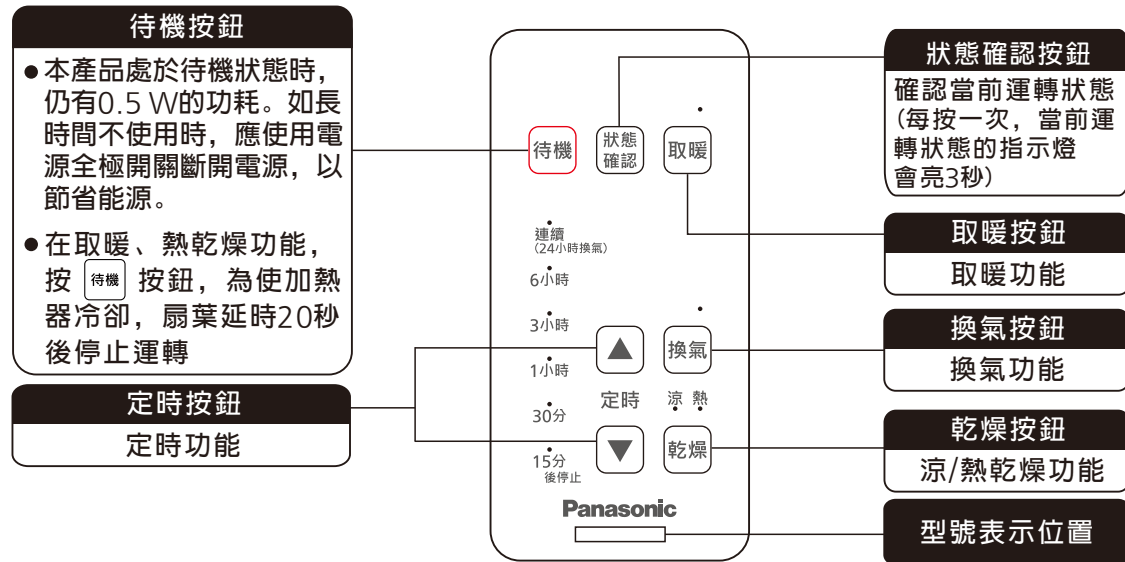 待機按鈕
●本產品處於待機狀態時，
仍有0.5 W的功耗。如長
時間不使用時，應使用電
源全極開關斷開電源，以
節省能源。
●在取暖、熱乾燥功能，
按 待機 按鈕，為使加熱
器冷卻，扇葉延時20秒
後停止運轉
定時按鈕
定時功能
待機
狀態
確認
取暖
連續
(24小時換氣)
6小時
3小時
1小時
30分
15分
後停止
▲
定時
▼
換氣
涼 熱
乾燥
Panasonic
狀態確認按鈕
確認當前運轉狀態
(每按一次，當前運
轉狀態的指示燈
會亮3秒)
取暖按鈕
取暖功能
換氣按鈕
換氣功能
乾燥按鈕
涼/熱乾燥功能
型號表示位置